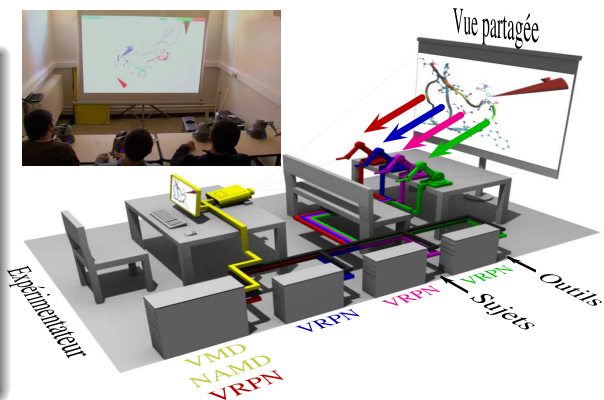 Vue partagée
Expérimentateur
VMD
NAMD
VRPN
VRPN
VRPN
VRPN
Sujets
Outils